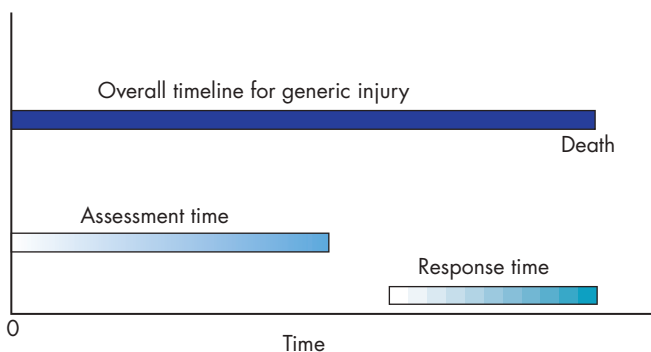 Overall timeline for generic injury
Death
Assessment time
Response time
0
Time